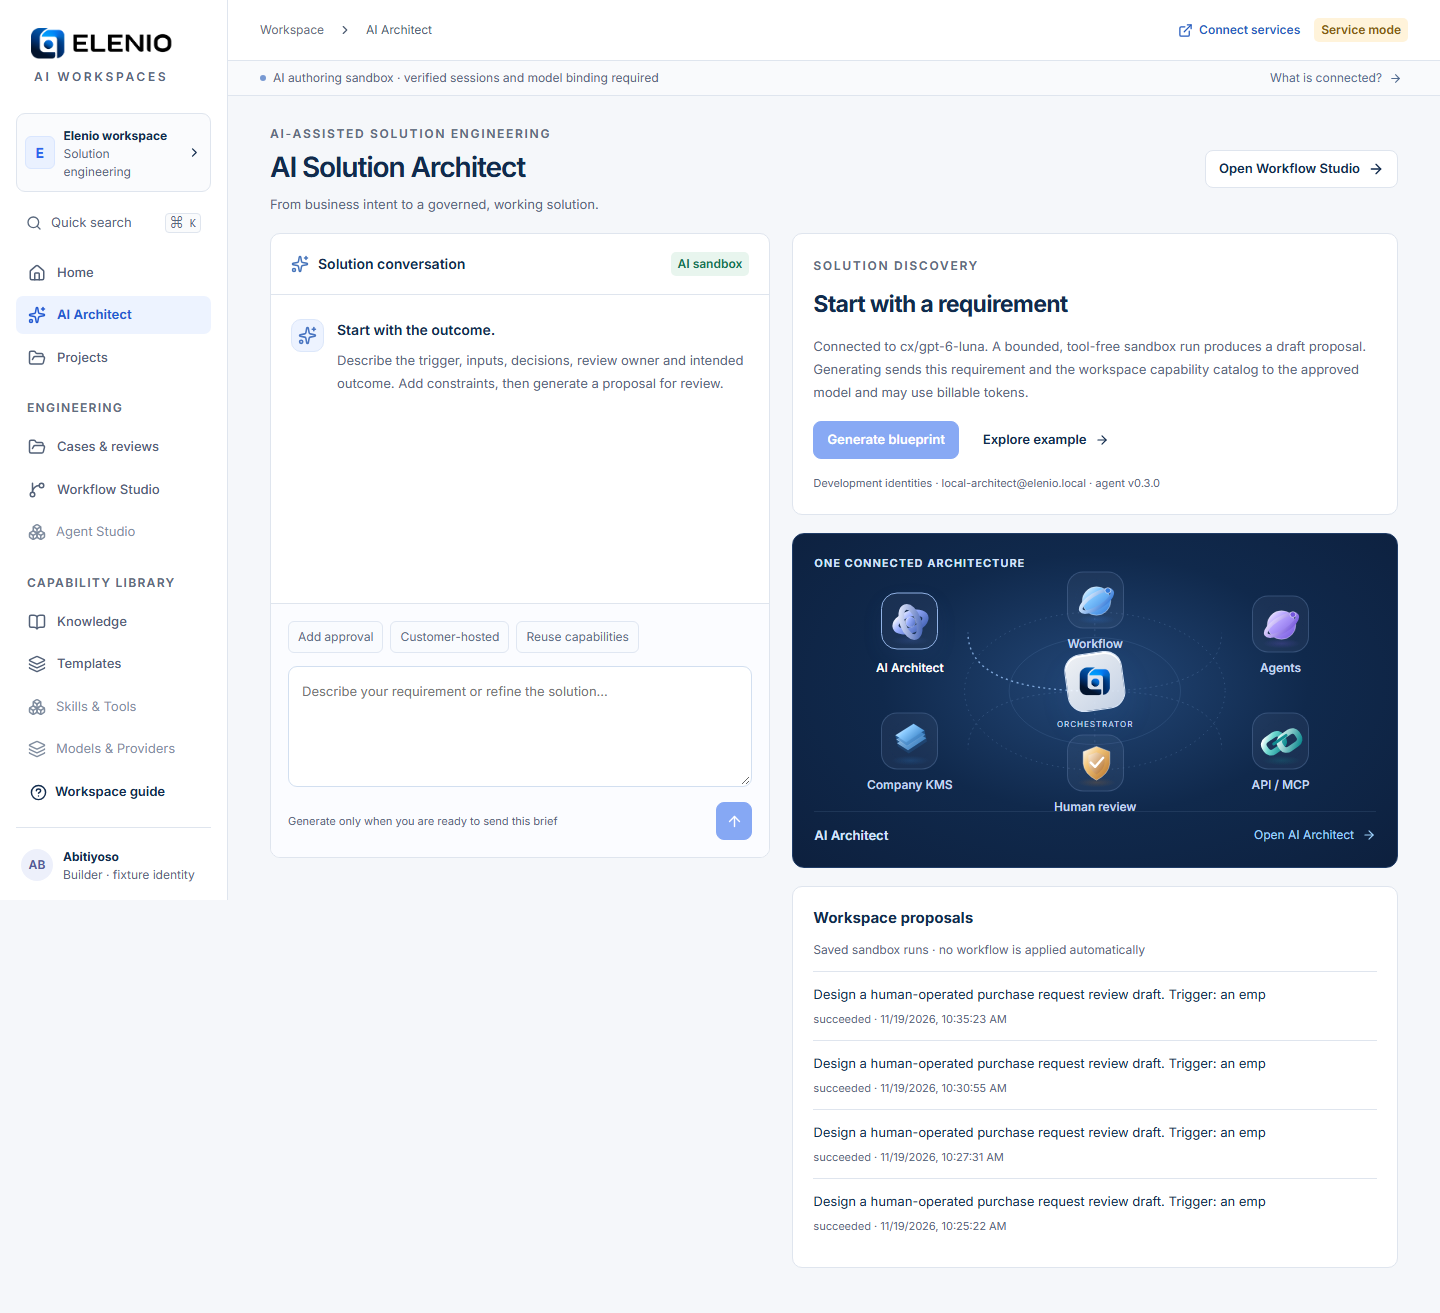 ELENIO
AI WORKSPACES
E
Elenio workspace
Solution
engineering
Quick search
⌘ K
Home
AI Architect
Projects
ENGINEERING
Cases & reviews
Workflow Studio
Agent Studio
CAPABILITY LIBRARY
Knowledge
Templates
Skills & Tools
Models & Providers
Workspace guide
AB
Abitiyoso
Builder · fixture identity
Workspace
AI Architect
Connect services
Service mode
AI authoring sandbox · verified sessions and model binding required
What is connected?
AI-ASSISTED SOLUTION ENGINEERING
AI Solution Architect
From business intent to a governed, working solution.
Open Workflow Studio
Solution conversation
AI sandbox
Start with the outcome.
Describe the trigger, inputs, decisions, review owner and intended
outcome. Add constraints, then generate a proposal for review.
Add approval
Customer-hosted
Reuse capabilities
Describe your requirement or refine the solution...
Generate only when you are ready to send this brief
SOLUTION DISCOVERY
Start with a requirement
Connected to cx/gpt-6-luna. A bounded, tool-free sandbox run produces a draft proposal.
Generating sends this requirement and the workspace capability catalog to the approved
model and may use billable tokens.
Generate blueprint
Explore example
Development identities · local-architect@elenio.local · agent v0.3.0
ONE CONNECTED ARCHITECTURE
AI Architect
Workflow
Agents
ORCHESTRATOR
Company KMS
Human review
API / MCP
AI Architect
Open AI Architect
Workspace proposals
Saved sandbox runs · no workflow is applied automatically
Design a human-operated purchase request review draft. Trigger: an emp
succeeded · 11/19/2026, 10:35:23 AM
Design a human-operated purchase request review draft. Trigger: an emp
succeeded · 11/19/2026, 10:30:55 AM
Design a human-operated purchase request review draft. Trigger: an emp
succeeded · 11/19/2026, 10:27:31 AM
Design a human-operated purchase request review draft. Trigger: an emp
succeeded · 11/19/2026, 10:25:22 AM